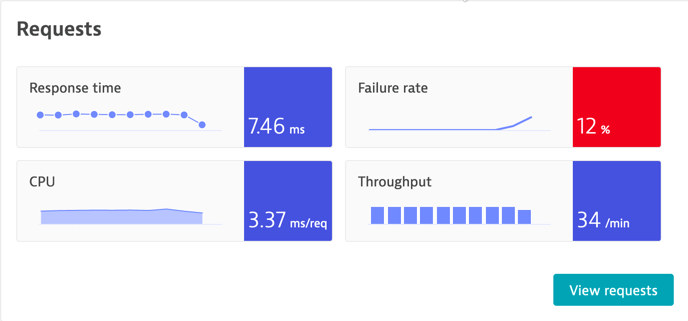 Requests
Response time
7.46 ms
Failure rate
12 %
CPU
3.37 ms/req
Throughput
34 /min
View requests